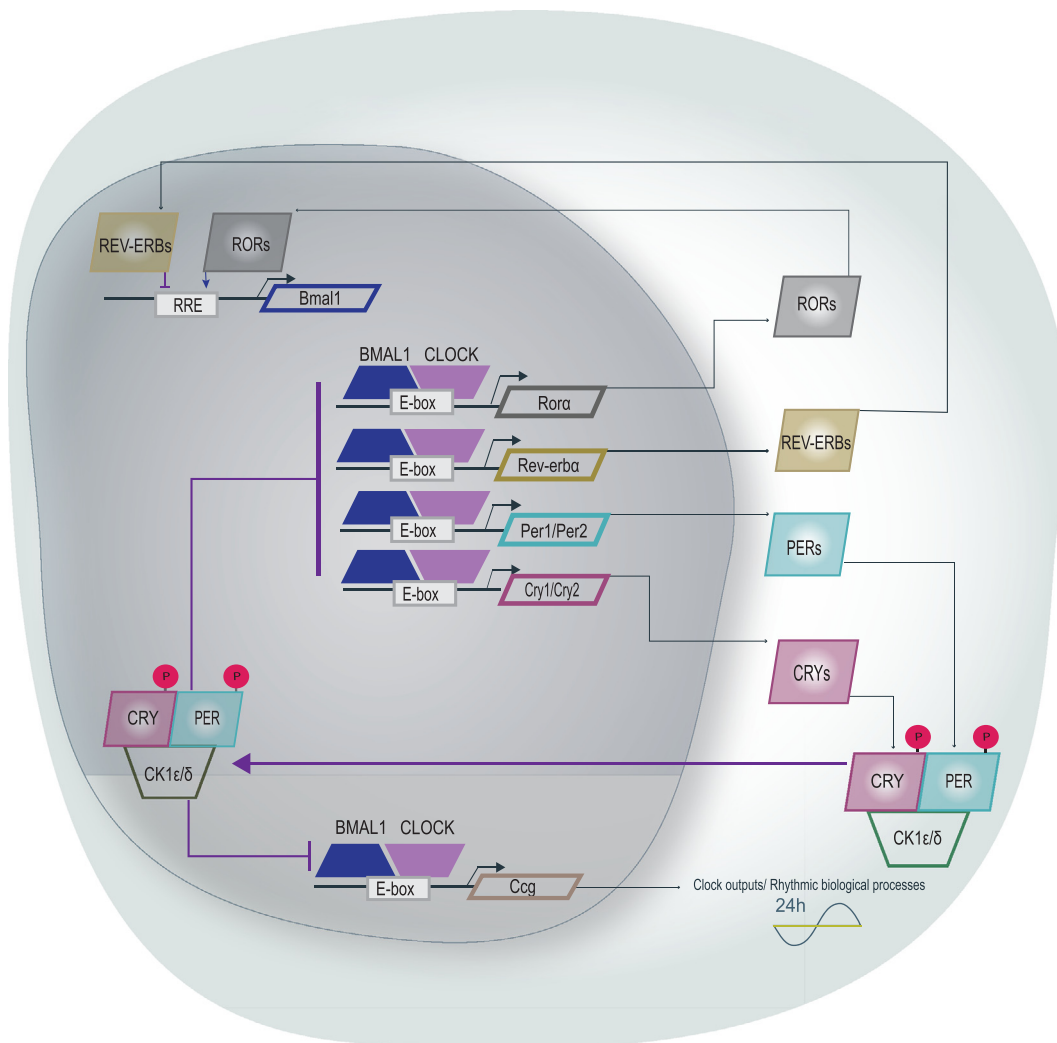 REV-ERBs
RORs
RRE
Bmal1
RORs
BMAL1 CLOCK
E-box
Rorα
REV-ERBs
E-box
Rev-erbα
E-box
Per1/Per2
PERs
E-box
Cry1/Cry2
CRYs
P
P
CRY
PER
CK1ε/δ
P
P
CRY
PER
CK1ε/δ
BMAL1 CLOCK
E-box
Ccg
Clock outputs/ Rhythmic biological processes
24h